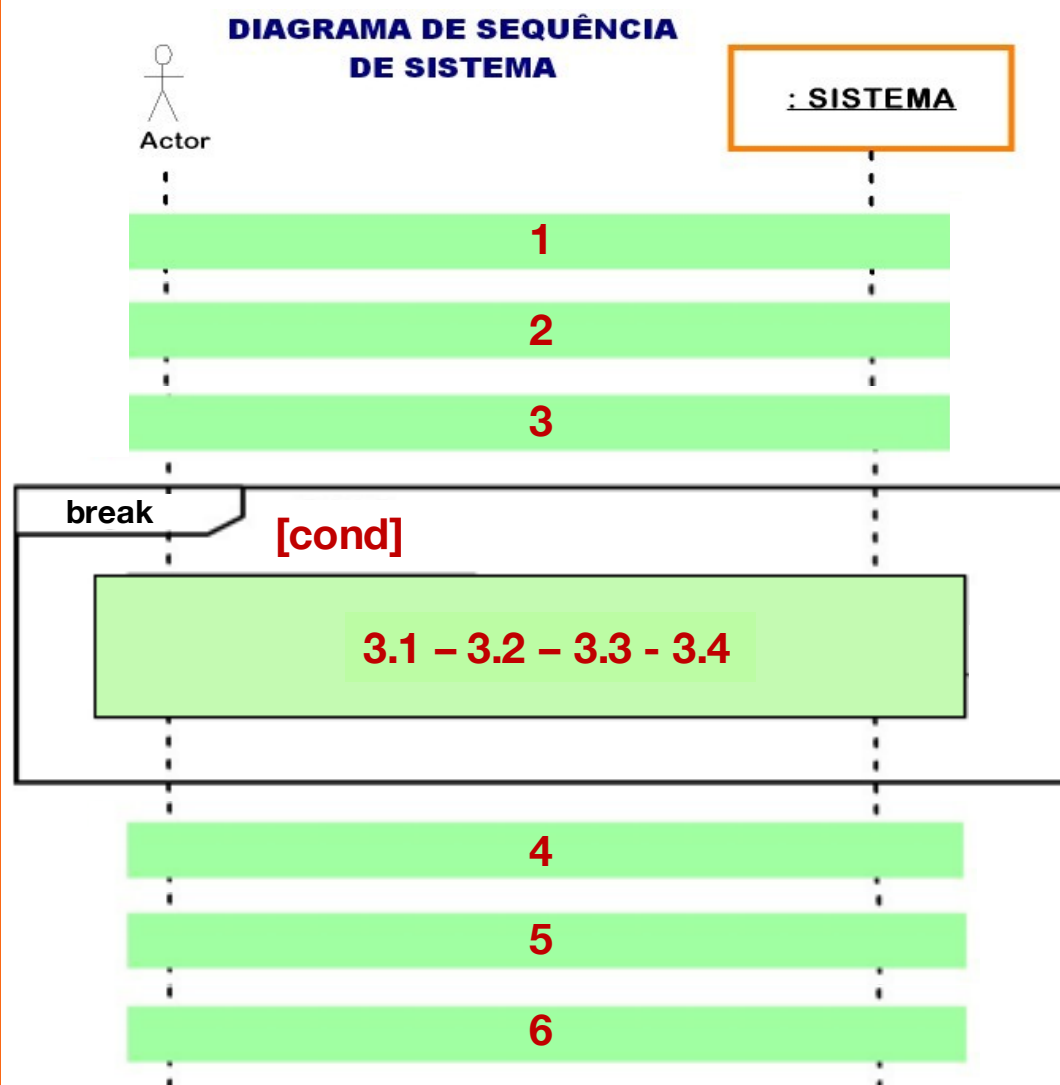 DIAGRAMA DE SEQUÊNCIA
DE SISTEMA
Actor
: SISTEMA
1
2
3
break
[cond]
3.1 – 3.2 – 3.3 - 3.4
4
5
6